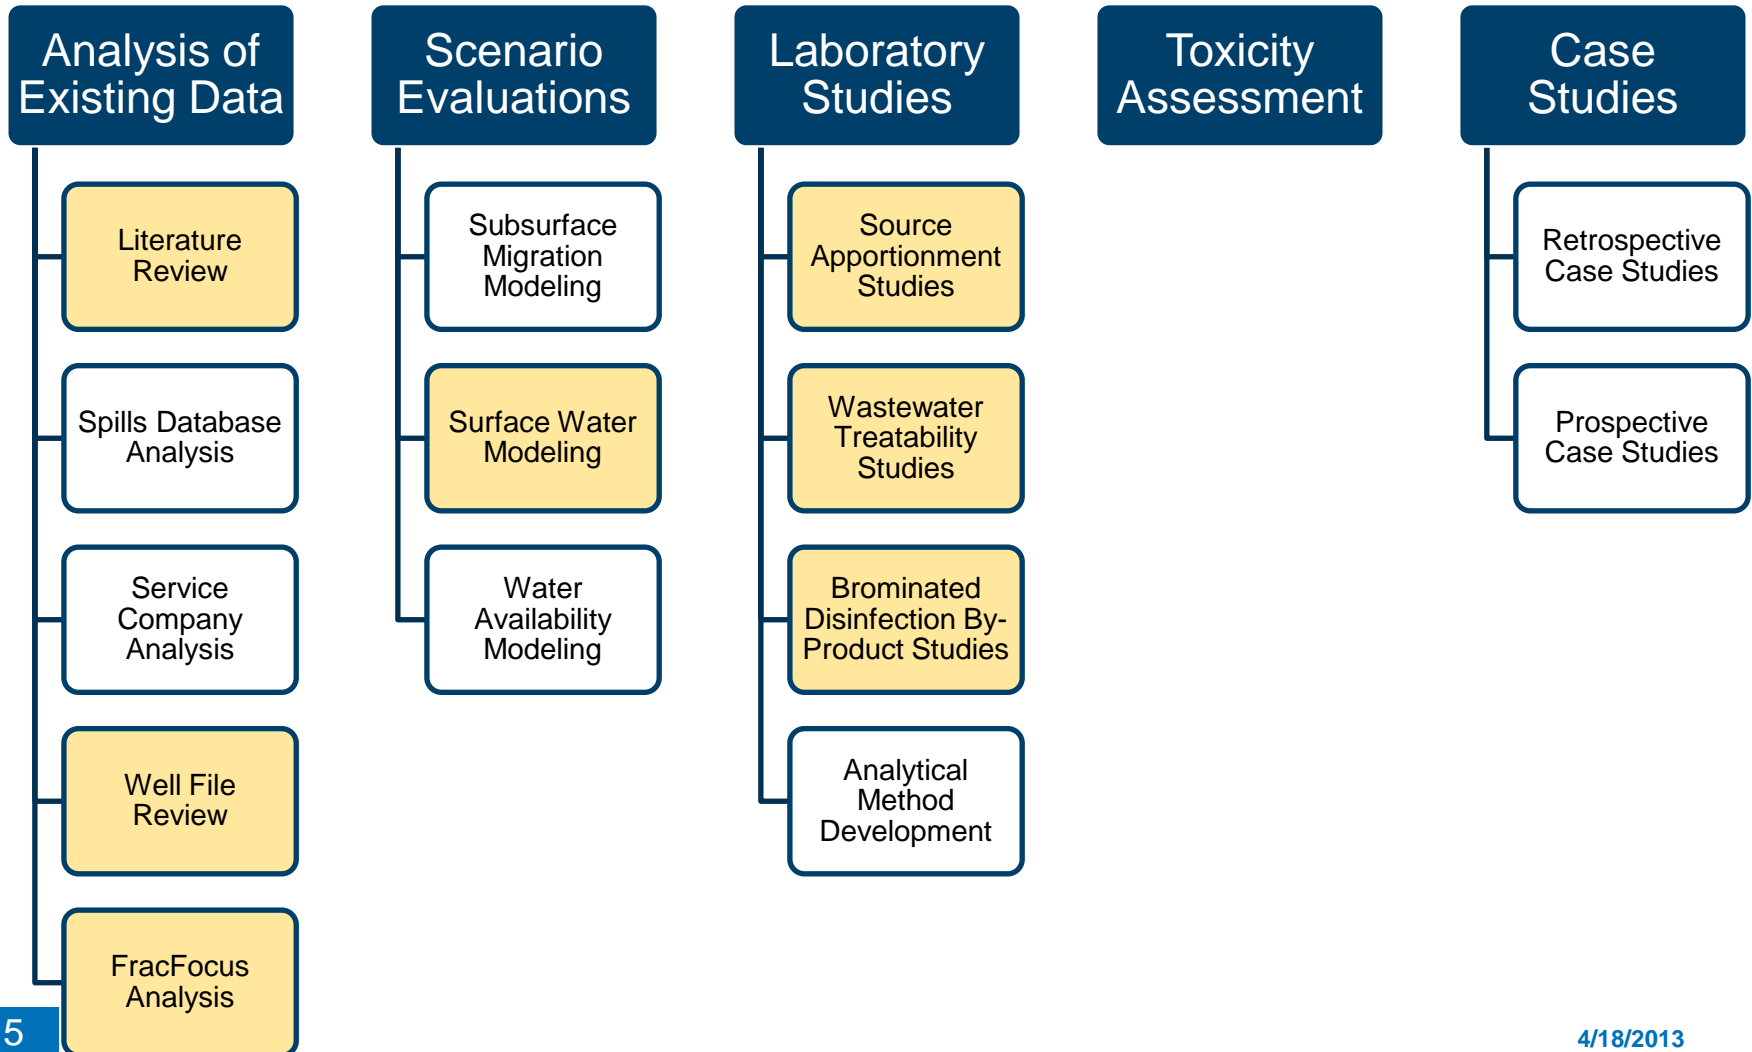 Analysis of
Existing Data
Literature
Review
Spills Database
Analysis
Service
Company
Analysis
Well File
Review
FracFocus
Analysis
Scenario
Evaluations
Subsurface
Migration
Modeling
Surface Water
Modeling
Water
Availability
Modeling
Laboratory
Studies
Source
Apportionment
Studies
Wastewater
Treatability
Studies
Brominated
Disinfection By-
Product Studies
Analytical
Method
Development
Toxicity
Assessment
Case
Studies
Retrospective
Case Studies
Prospective
Case Studies
5
4/18/2013